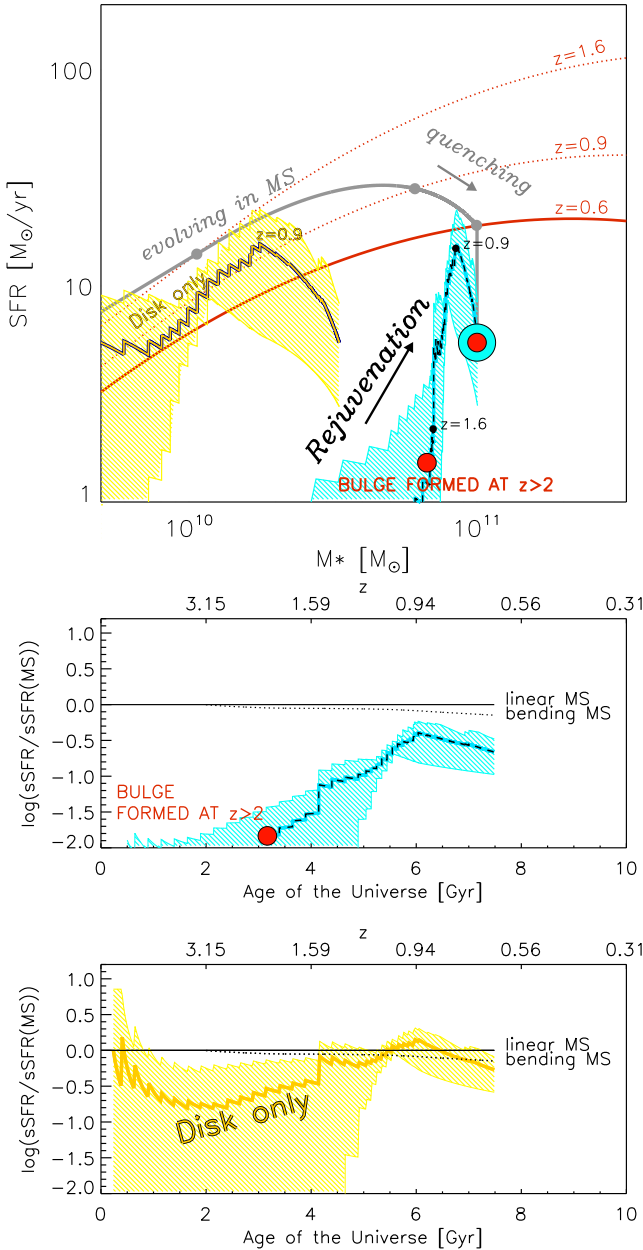 100
10
1
SFR [M⊙/yr]
z=1.6
z=0.9
z=0.6
quenching
evolving in MS
z=0.9
Disk only
z=0.9
Rejuvenation
z=1.6
BULGE FORMED AT z>2
10^10
10^11
M* [M⊙]
z
3.15 1.59 0.94 0.56 0.31
1.0
0.5
0.0
-0.5
-1.0
-1.5
-2.0
log(sSFR/sSFR(MS))
linear MS
bending MS
BULGE
FORMED AT z>2
0 2 4 6 8 10
Age of the Universe [Gyr]
z
3.15 1.59 0.94 0.56 0.31
1.0
0.5
0.0
-0.5
-1.0
-1.5
-2.0
log(sSFR/sSFR(MS))
linear MS
bending MS
Disk only
0 2 4 6 8 10
Age of the Universe [Gyr]